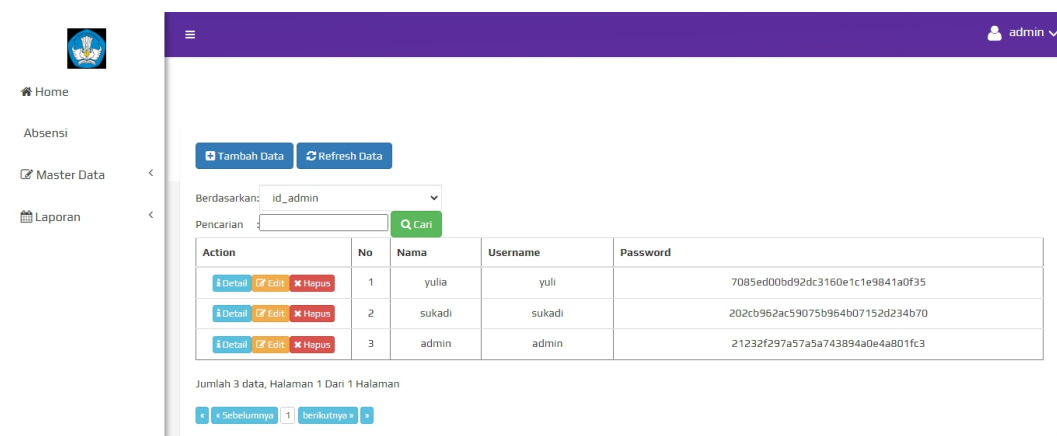 admin
Home
Absensi
Master Data
Laporan
Tambah Data Refresh Data
Berdasarkan: id_admin
Pencarian : Cari
Action No Nama Username Password
Detail Edit Hapus 1 yulia yuli 7085ed00bd92dc3160e1c1e9841a0f35
Detail Edit Hapus 2 sukadi sukadi 202cb962ac59075b964b07152d234b70
Detail Edit Hapus 3 admin admin 21232f297a57a5a743894a0e4a801fc3
Jumlah 3 data, Halaman 1 Dari 1 Halaman
« « Sebelumnya 1 berikutnya » »